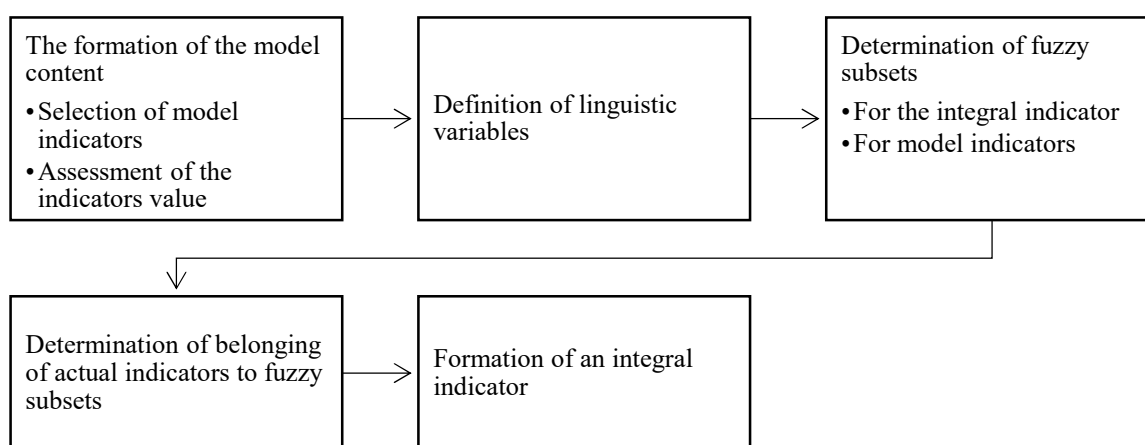 The formation of the model
content
•Selection of model
indicators
•Assessment of the
indicators value
Definition of linguistic
variables
Determination of fuzzy
subsets
•For the integral indicator
•For model indicators
Determination of belonging
of actual indicators to fuzzy
subsets
Formation of an integral
indicator